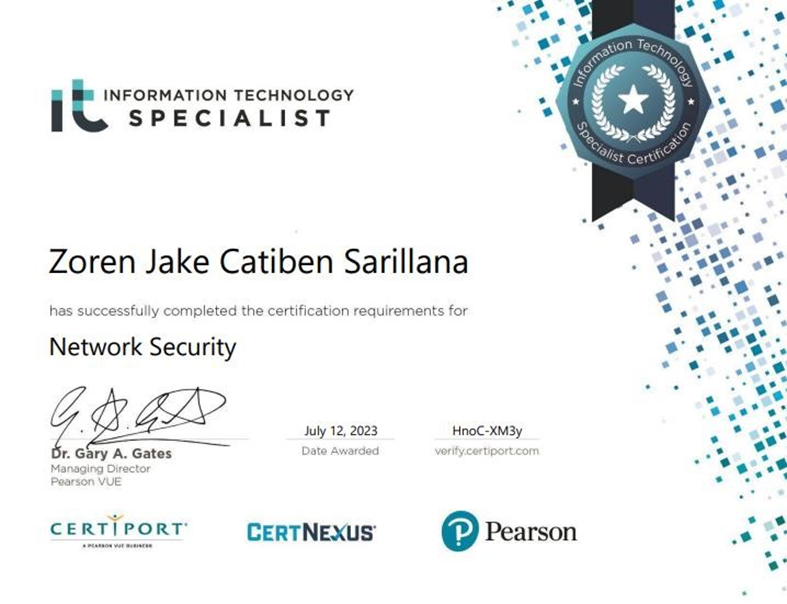 it INFORMATION TECHNOLOGY
SPECIALIST
Information Technology
Specialist Certification
Zoren Jake Catiben Sarillana
has successfully completed the certification requirements for
Network Security
Dr. Gary A. Gates
Managing Director
Pearson VUE
July 12, 2023
Date Awarded
HnoC-XM3y
verify.certiport.com
CERTIPORT
A PEARSON VUE BUSINESS
CERTNEXUS
P Pearson